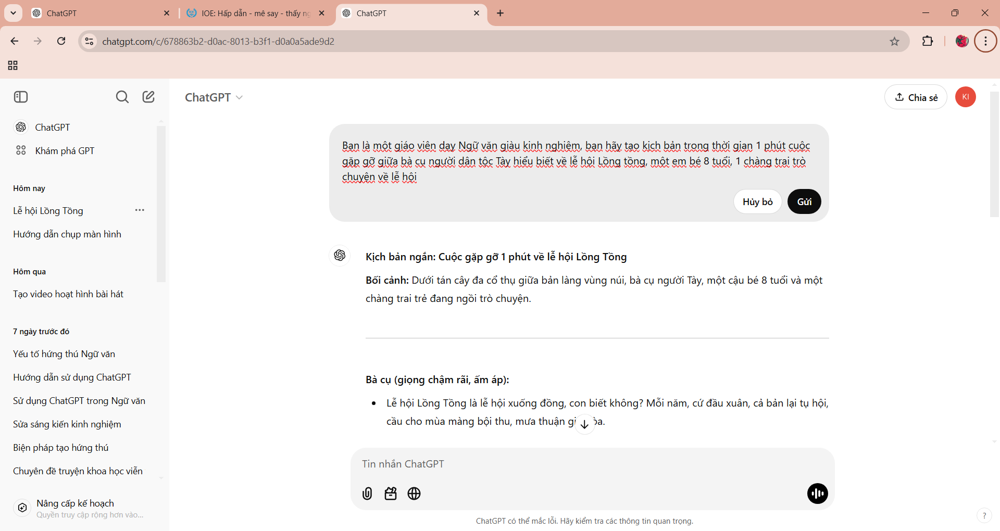 ChatGPT
IOE: Hấp dẫn - mê say - thấy
ChatGPT
chatgpt.com/c/678863b2-d0ac-8013-b3f1-d0a0a5ade9d2
ChatGPT
Chia sẻ
KI
ChatGPT
Khám phá GPT
Hôm nay
Lễ hội Lồng Tồng
Hướng dẫn chụp màn hình
Hôm qua
Tạo video hoạt hình bài hát
7 ngày trước đó
Yếu tố hứng thú Ngữ văn
Hướng dẫn sử dụng ChatGPT
Sử dụng ChatGPT trong Ngữ văn
Sửa sáng kiến kinh nghiệm
Biện pháp tạo hứng thú
Chuyên đề truyện khoa học viễn
Nâng cấp kế hoạch
Quyền truy cập rộng hơn vào...
Bạn là một giáo viên dạy Ngữ văn giàu kinh nghiệm, bạn hãy tạo kịch bản trong thời gian 1 phút cuộc
gặp gỡ giữa bà cụ người dân tộc Tày hiểu biết về lễ hội Lồng tồng, một em bé 8 tuổi, 1 chàng trai trò
chuyện về lễ hội
Hủy bỏ
Gửi
Kịch bản ngắn: Cuộc gặp gỡ 1 phút về lễ hội Lồng Tồng
Bối cảnh: Dưới tán cây đa cổ thụ giữa bản làng vùng núi, bà cụ người Tày, một cậu bé 8 tuổi và một
chàng trai trẻ đang ngồi trò chuyện.
Bà cụ (giọng chậm rãi, ấm áp):
• Lễ hội Lồng Tồng là lễ hội xuống đồng, con biết không? Mỗi năm, cứ đầu xuân, cả bản lại tụ hội,
cầu cho mùa màng bội thu, mưa thuận
Tin nhắn ChatGPT
ChatGPT có thể mắc lỗi. Hãy kiểm tra các thông tin quan trọng.
?